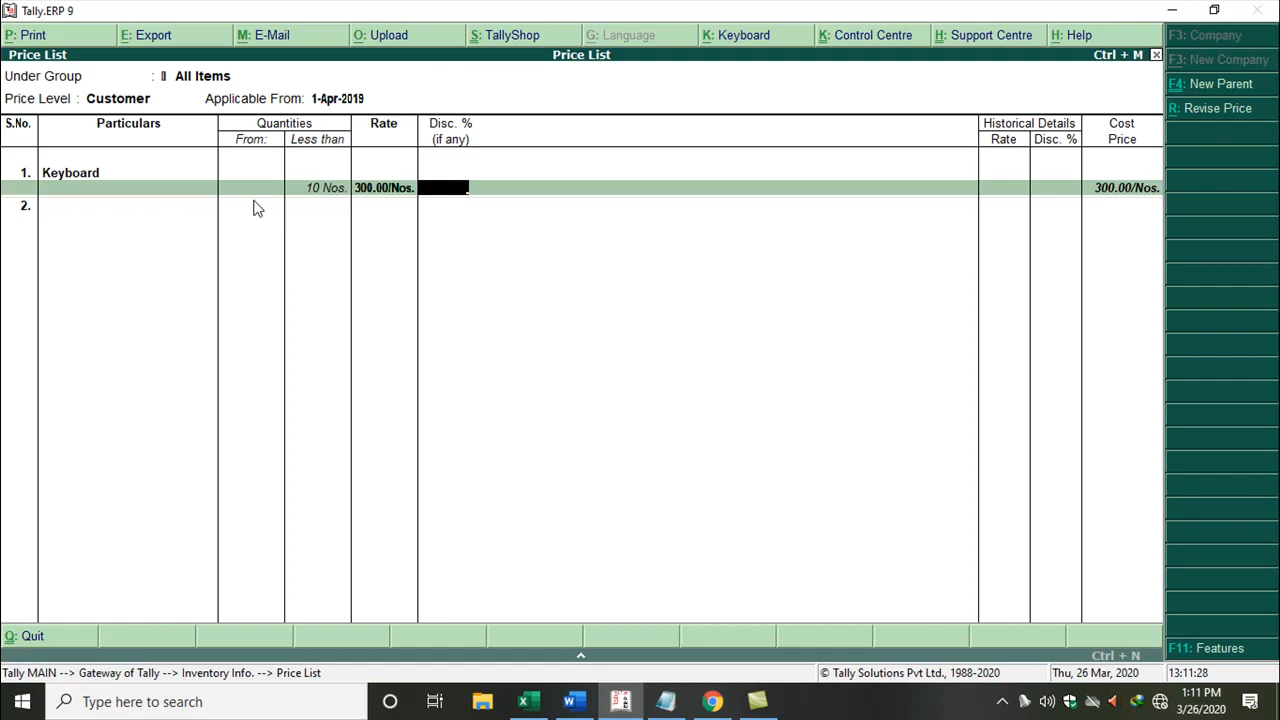 Tally.ERP 9
P: Print E: Export M: E-Mail O: Upload S: TallyShop G: Language K: Keyboard K: Control Centre H: Support Centre H: Help
F3: Company
Price List Price List Ctrl + M
F3: New Company
Under Group : All Items
F4: New Parent
Price Level : Customer Applicable From: 1-Apr-2019
R: Revise Price
S.No. Particulars Quantities Rate Disc. % Historical Details Cost
From: Less than (if any) Rate Disc. % Price
1. Keyboard
10 Nos. 300.00/Nos. 300.00/Nos.
2.
Q: Quit
F11: Features
Ctrl + N
Tally MAIN --> Gateway of Tally --> Inventory Info. --> Price List © Tally Solutions Pvt Ltd., 1988-2020 Thu, 26 Mar, 2020 13:11:28
Type here to search
1:11 PM
3/26/2020